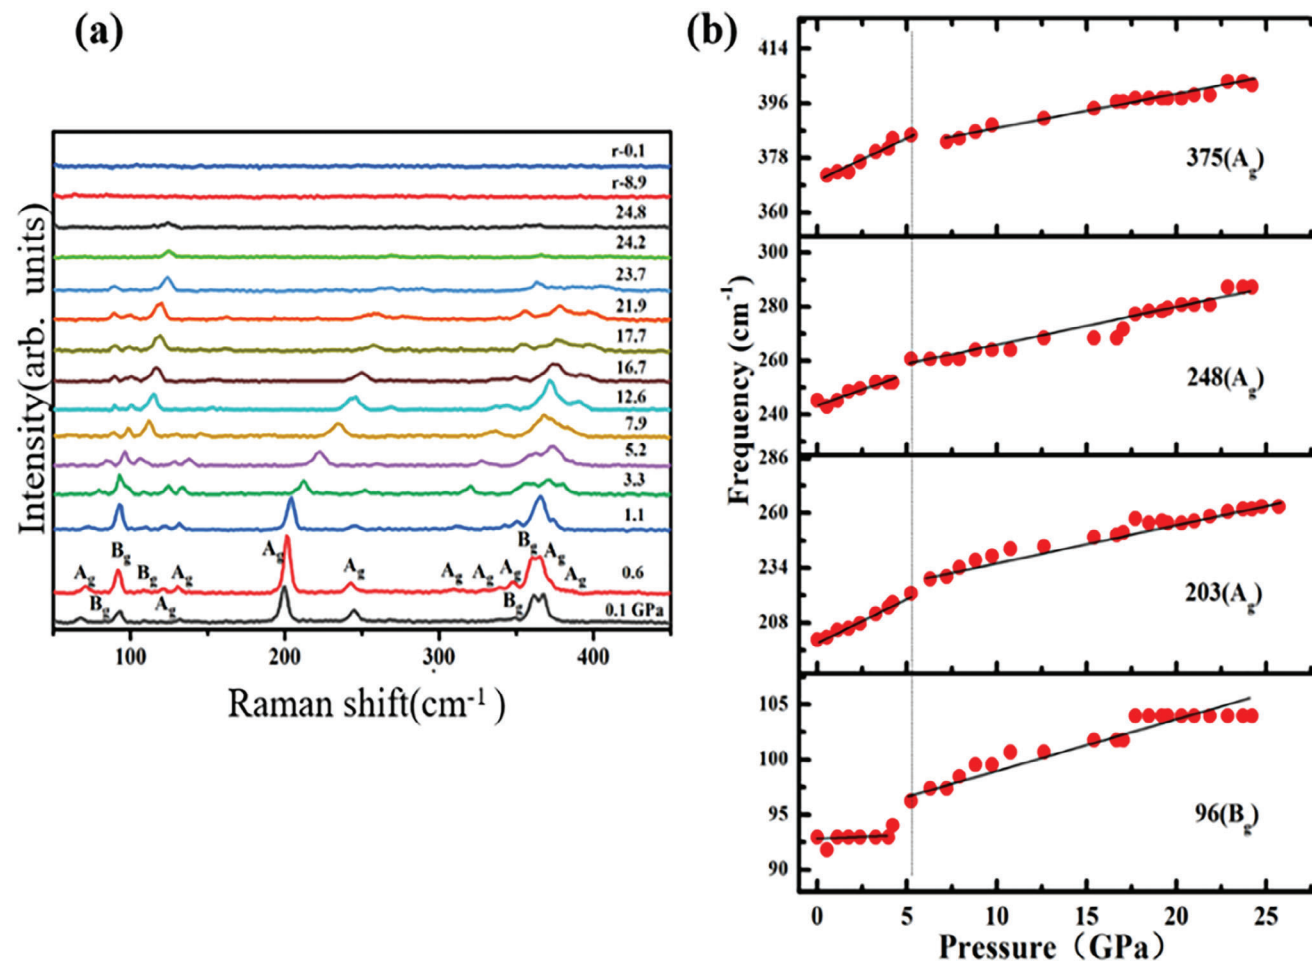 (a)
Intensity(arb. units)
r-0.1
r-8.9
24.8
24.2
23.7
21.9
17.7
16.7
12.6
7.9
5.2
3.3
1.1
0.6
0.1 GPa
Ag
Bg
Bg
Ag
Ag
Ag
Ag
Ag
Ag
Bg
Ag
Ag
Bg
Ag
Bg
100 200 300 400
Raman shift(cm-1 )
(b)
Frequency (cm-1)
414
396
378
360
375(Ag)
300
280
260
240
248(Ag)
286
260
234
208
203(Ag)
105
100
95
90
96(Bg)
0 5 10 15 20 25
Pressure（GPa）